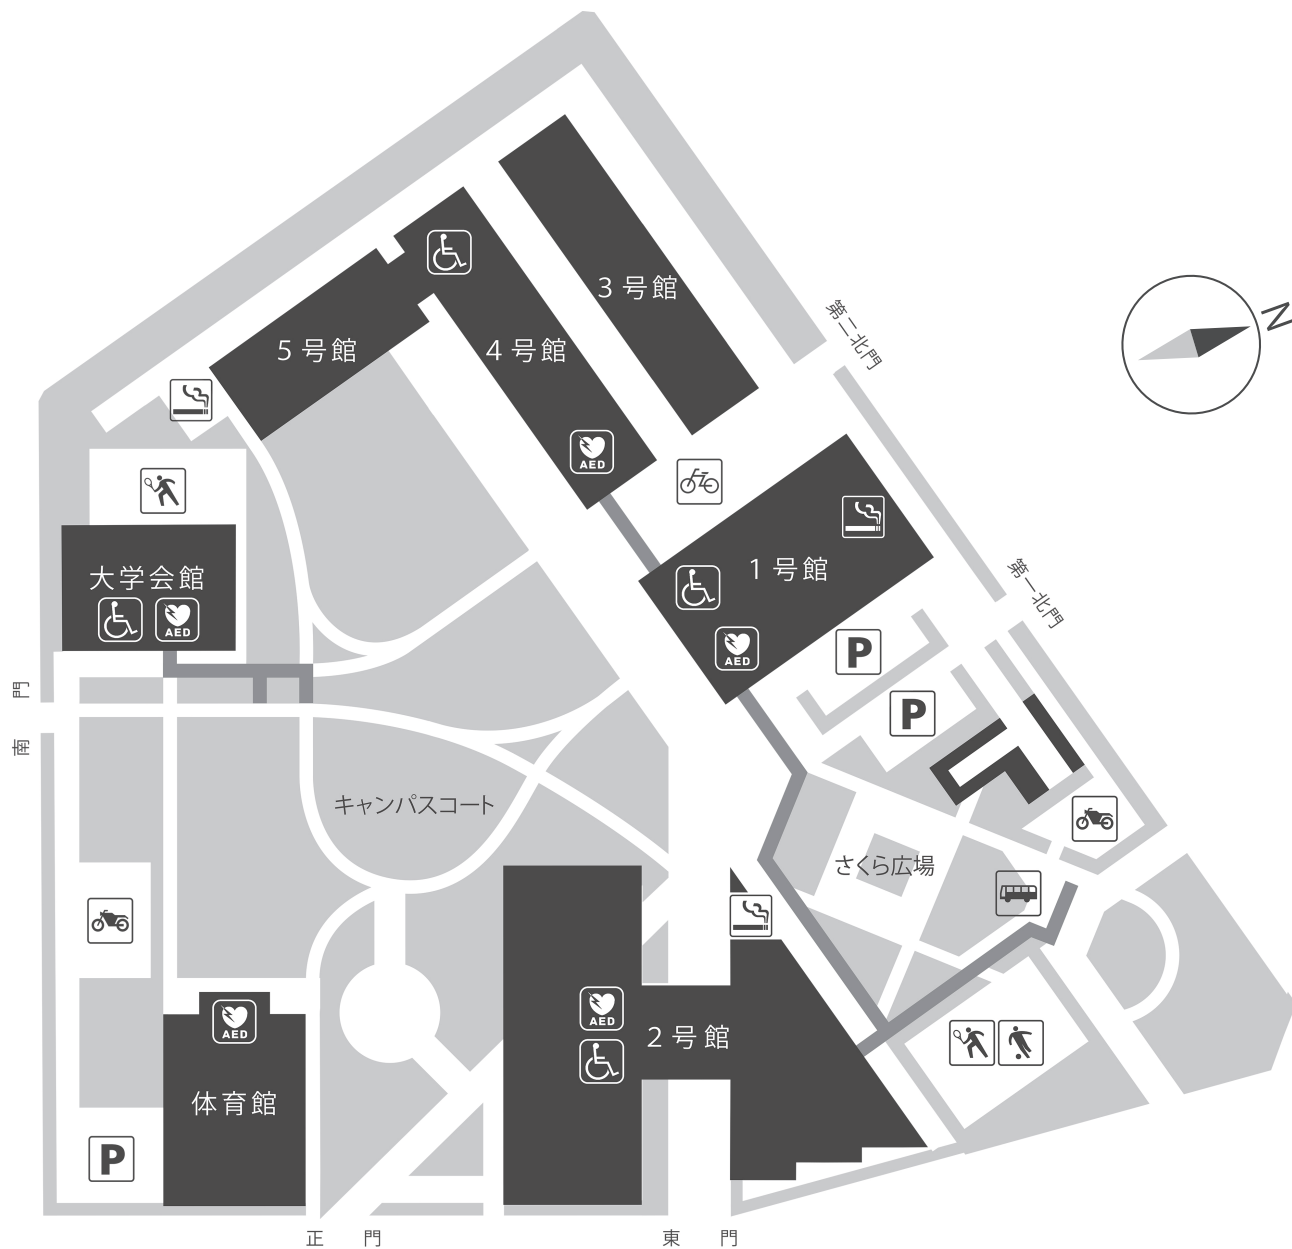 3 号館
第二北門
N
5 号館
4 号館
AED
1 号館
第一北門
大学会館
AED
AED
P
P
南門
キャンパスコート
さくら広場
AED
AED
2 号館
体育館
P
正門
東門